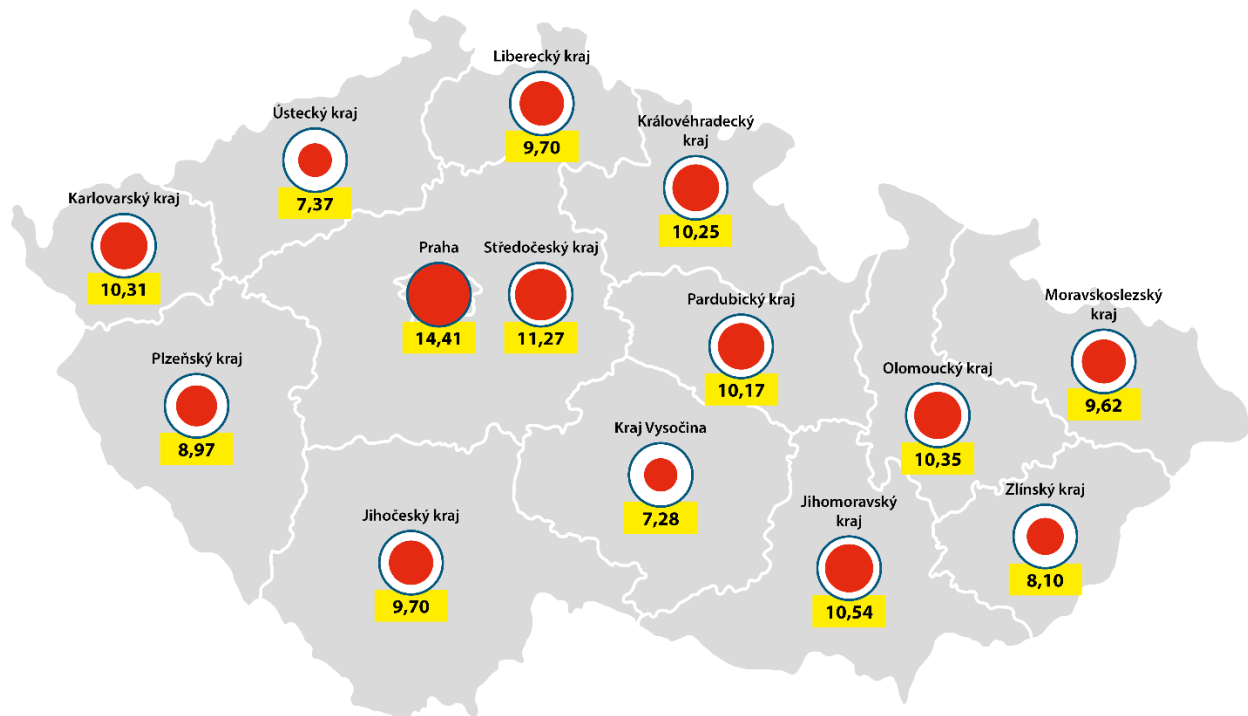 Liberecký kraj
9,70
Ústecký kraj
7,37
Královéhradecký
kraj
10,25
Karlovarský kraj
10,31
Praha
14,41
Středočeský kraj
11,27
Pardubický kraj
10,17
Moravskoslezský
kraj
9,62
Plzeňský kraj
8,97
Olomoucký kraj
10,35
Kraj Vysočina
7,28
Jihomoravský
kraj
10,54
Zlínský kraj
8,10
Jihočeský kraj
9,70